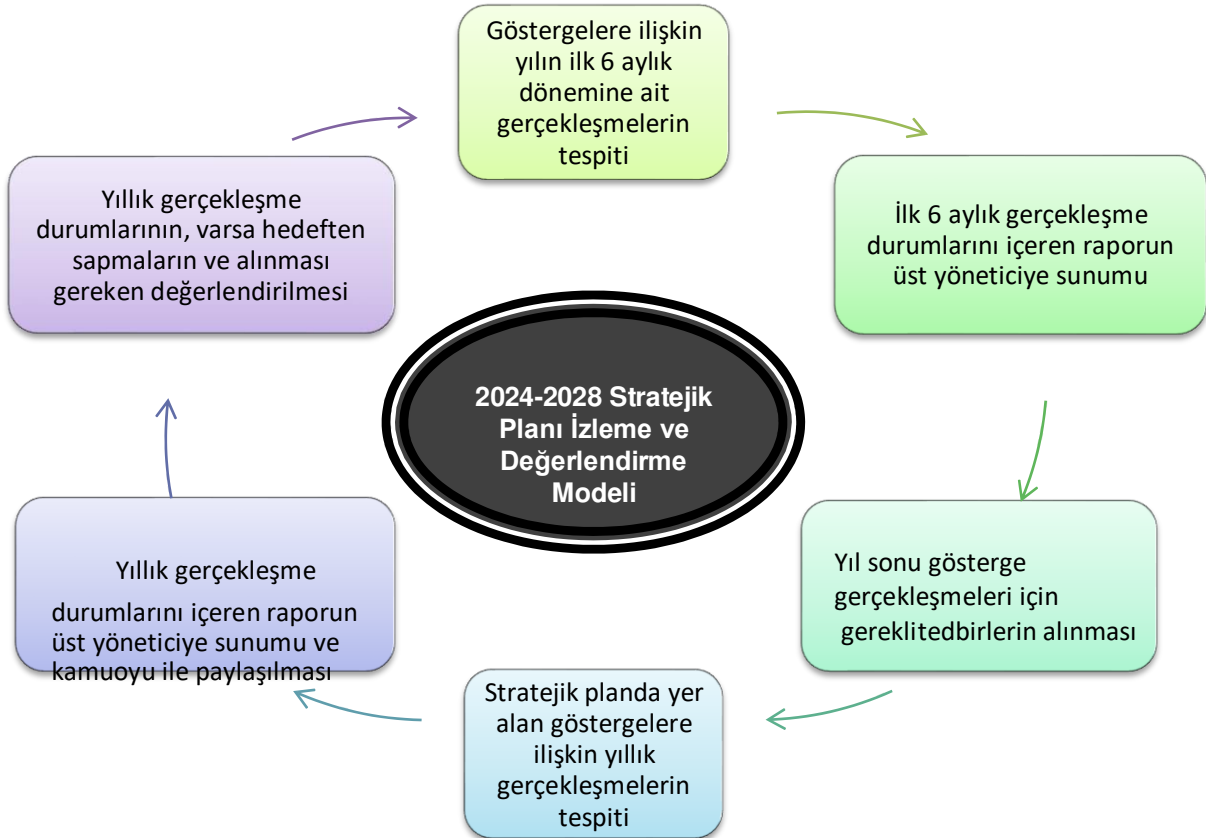 Göstergelere ilişkin
yılın ilk 6 aylık
dönemine ait
gerçekleşmelerin
tespiti
İlk 6 aylık gerçekleşme
durumlarını içeren raporun
üst yöneticiye sunumu
Yıl sonu gösterge
gerçekleşmeleri için
gereklitedbirlerin alınması
Stratejik planda yer
alan göstergelere
ilişkin yıllık
gerçekleşmelerin
tespiti
Yıllık gerçekleşme
durumlarını içeren raporun
üst yöneticiye sunumu ve
kamuoyu ile paylaşılması
Yıllık gerçekleşme
durumlarının, varsa hedeften
sapmaların ve alınması
gereken değerlendirilmesi
2024-2028 Stratejik
Planı İzleme ve
Değerlendirme
Modeli